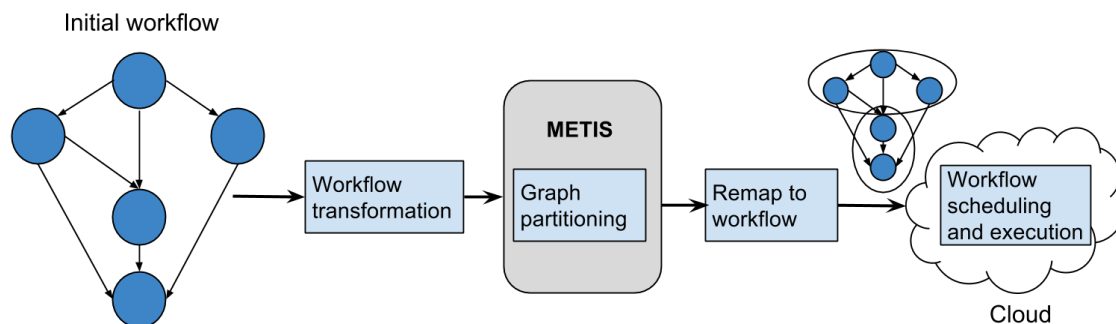 Initial workflow
Workflow
transformation
METIS
Graph
partitioning
Remap to
workflow
Workflow
scheduling
and execution
Cloud